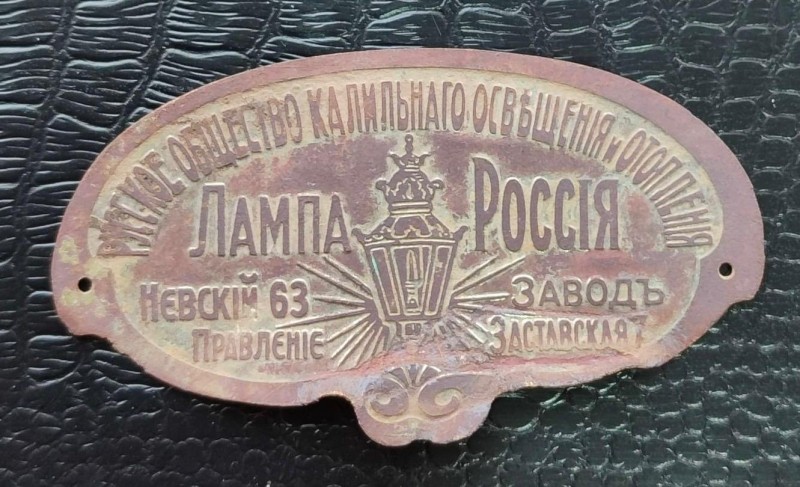 РУССКОЕ ОБЩЕСТВО КАЛИЛЬНАГО ОСВѢЩЕНІЯ и ОТОПЛЕНІЯ
ЛАМПА РОССІЯ
НЕВСКІЙ 63 ЗАВОДЪ
ПРАВЛЕНІЕ ЗАСТАВСКАЯ 7